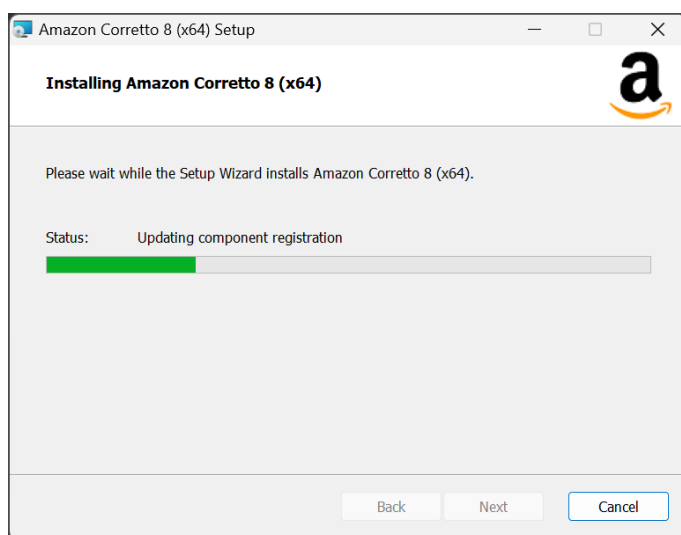 Amazon Corretto 8 (x64) Setup
Installing Amazon Corretto 8 (x64)
a
Please wait while the Setup Wizard installs Amazon Corretto 8 (x64).
Status: Updating component registration
Back Next Cancel